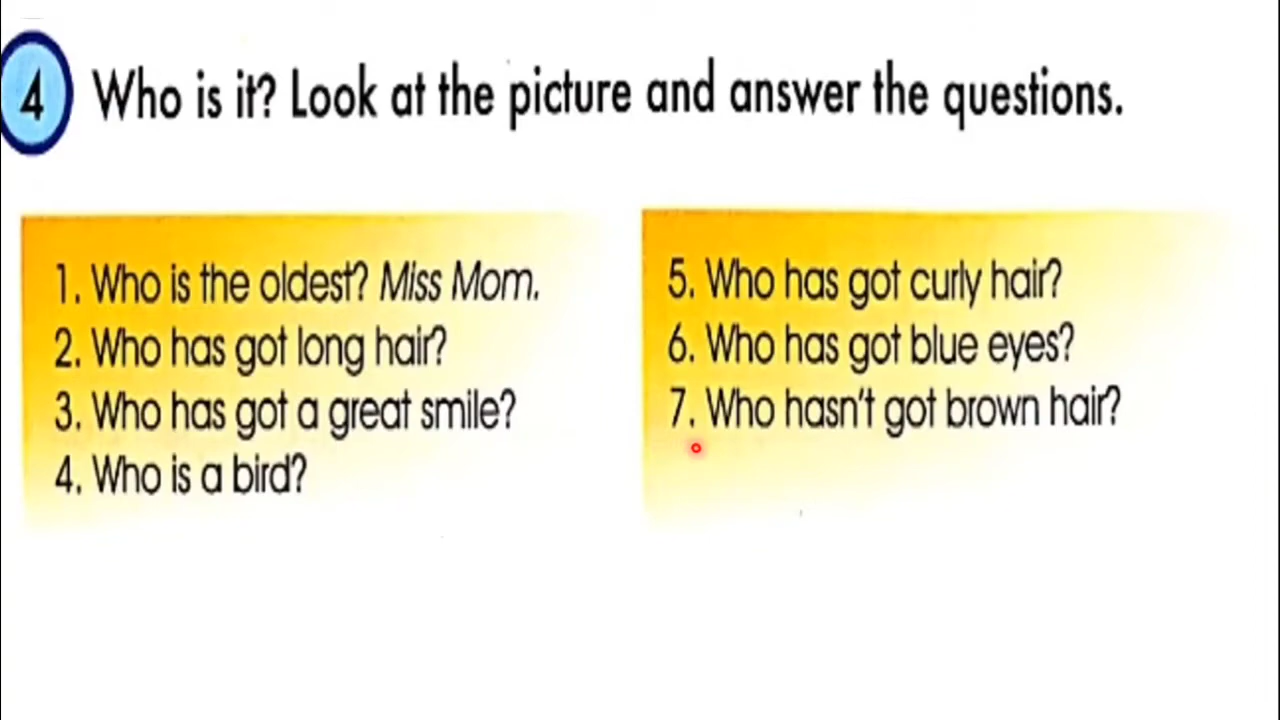 4 Who is it? Look at the picture and answer the questions.
1. Who is the oldest? Miss Mom.
2. Who has got long hair?
3. Who has got a great smile?
4. Who is a bird?
5. Who has got curly hair?
6. Who has got blue eyes?
7. Who hasn't got brown hair?